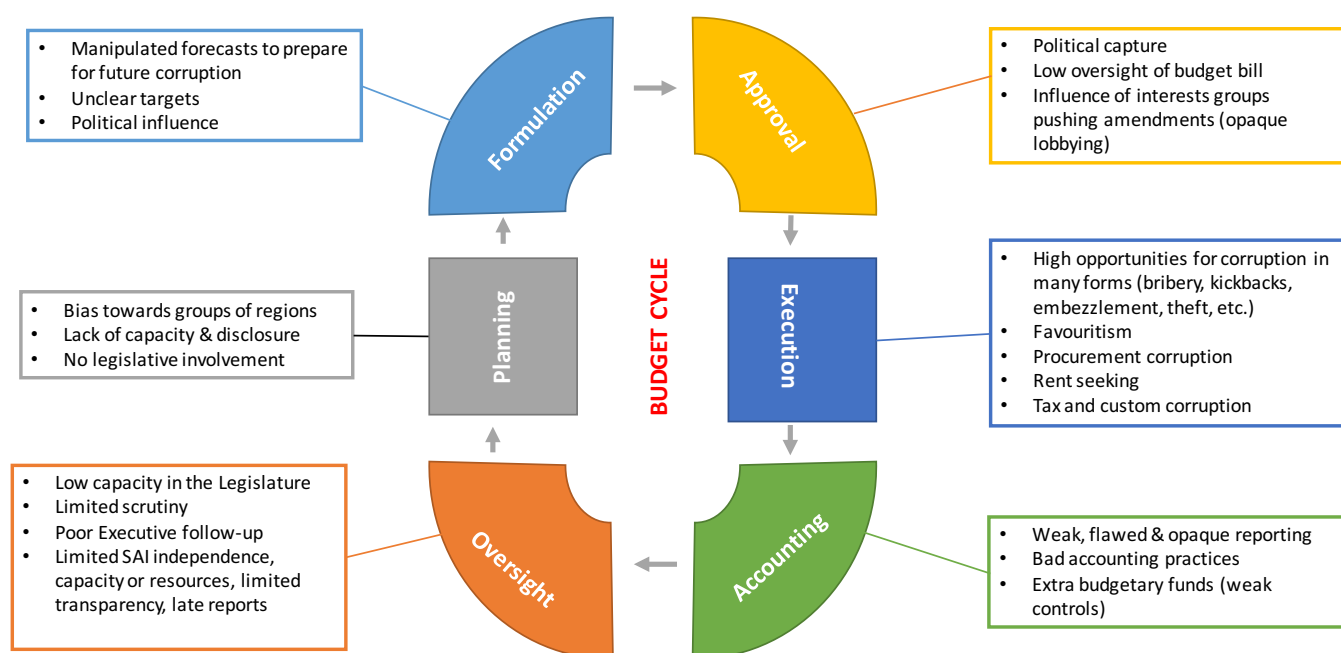 • Manipulated forecasts to prepare
for future corruption
• Unclear targets
• Political influence
Formulation
Approval
• Political capture
• Low oversight of budget bill
• Influence of interests groups
pushing amendments (opaque
lobbying)
• Bias towards groups of regions
• Lack of capacity & disclosure
• No legislative involvement
Planning
BUDGET CYCLE
Execution
• High opportunities for corruption in
many forms (bribery, kickbacks,
embezzlement, theft, etc.)
• Favouritism
• Procurement corruption
• Rent seeking
• Tax and custom corruption
• Low capacity in the Legislature
• Limited scrutiny
• Poor Executive follow-up
• Limited SAI independence,
capacity or resources, limited
transparency, late reports
Oversight
Accounting
• Weak, flawed & opaque reporting
• Bad accounting practices
• Extra budgetary funds (weak
controls)